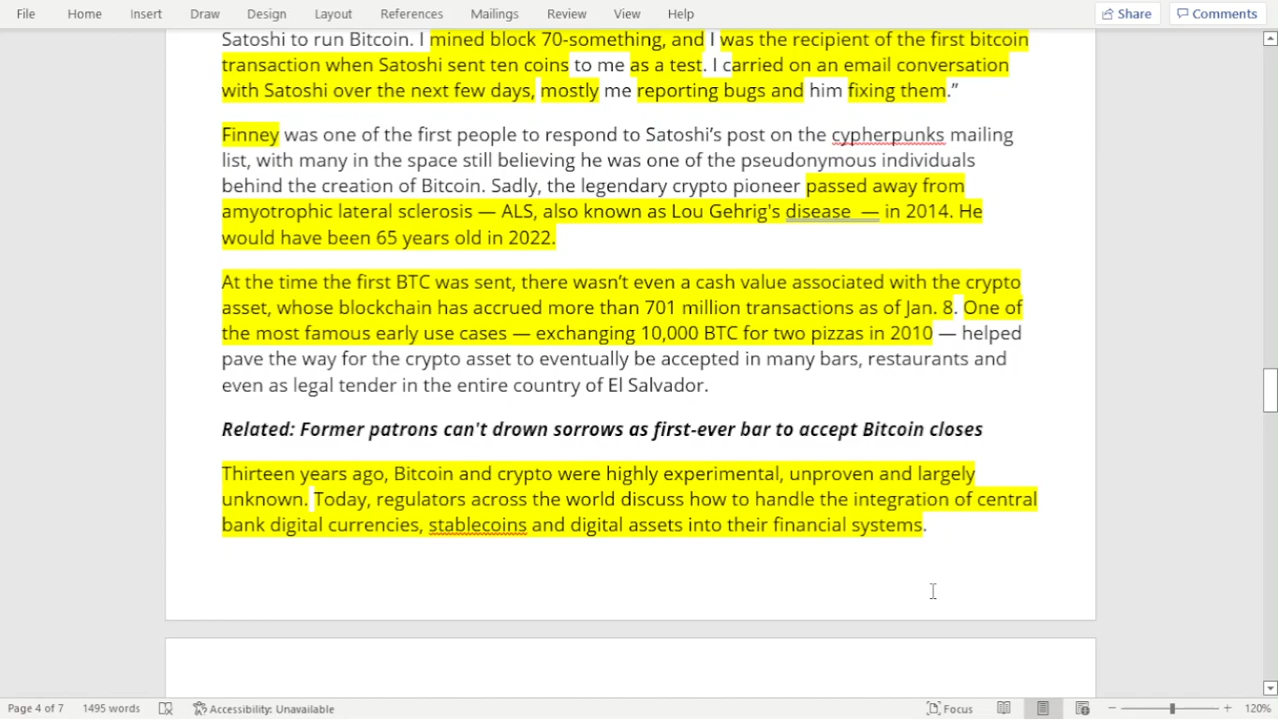 File Home Insert Draw Design Layout References Mailings Review View Help Share Comments
Satoshi to run Bitcoin. I mined block 70-something, and I was the recipient of the first bitcoin
transaction when Satoshi sent ten coins to me as a test. I carried on an email conversation
with Satoshi over the next few days, mostly me reporting bugs and him fixing them.”
Finney was one of the first people to respond to Satoshi’s post on the cypherpunks mailing
list, with many in the space still believing he was one of the pseudonymous individuals
behind the creation of Bitcoin. Sadly, the legendary crypto pioneer passed away from
amyotrophic lateral sclerosis — ALS, also known as Lou Gehrig's disease — in 2014. He
would have been 65 years old in 2022.
At the time the first BTC was sent, there wasn’t even a cash value associated with the crypto
asset, whose blockchain has accrued more than 701 million transactions as of Jan. 8. One of
the most famous early use cases — exchanging 10,000 BTC for two pizzas in 2010 — helped
pave the way for the crypto asset to eventually be accepted in many bars, restaurants and
even as legal tender in the entire country of El Salvador.
Related: Former patrons can't drown sorrows as first-ever bar to accept Bitcoin closes
Thirteen years ago, Bitcoin and crypto were highly experimental, unproven and largely
unknown. Today, regulators across the world discuss how to handle the integration of central
bank digital currencies, stablecoins and digital assets into their financial systems.
Page 4 of 7 1495 words Accessibility: Unavailable Focus 120%